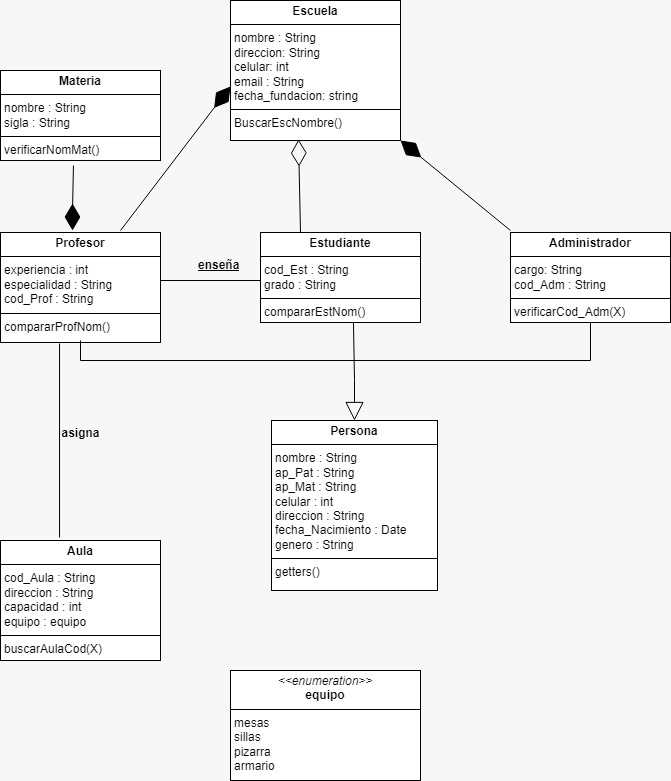 Escuela
nombre : String
direccion: String
celular: int
email : String
fecha_fundacion: string
BuscarEscNombre()
Materia
nombre : String
sigla : String
verificarNomMat()
Profesor
experiencia : int
especialidad : String
cod_Prof : String
compararProfNom()
enseña
Estudiante
cod_Est : String
grado : String
compararEstNom()
Administrador
cargo: String
cod_Adm : String
verificarCod_Adm(X)
asigna
Persona
nombre : String
ap_Pat : String
ap_Mat : String
celular : int
direccion : String
fecha_Nacimiento : Date
genero : String
getters()
Aula
cod_Aula : String
direccion : String
capacidad : int
equipo : equipo
buscarAulaCod(X)
<<enumeration>>
equipo
mesas
sillas
pizarra
armario